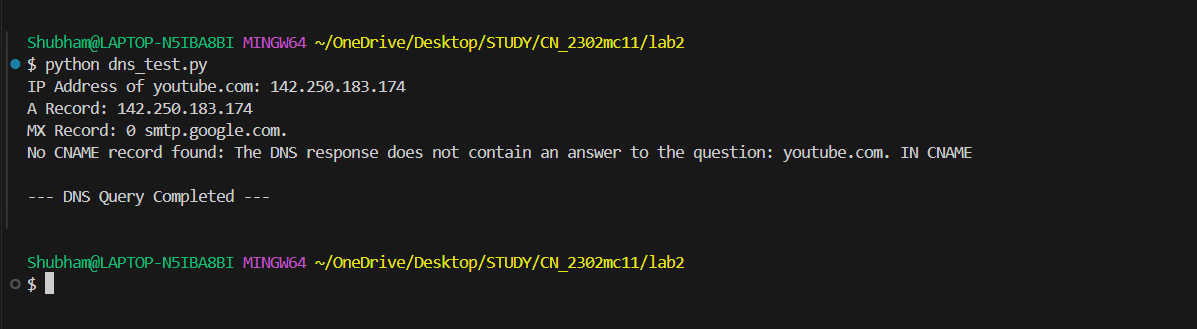 Shubham@LAPTOP-N5IBA8BI MINGW64 ~/OneDrive/Desktop/STUDY/CN_2302mc11/lab2
$ python dns_test.py
IP Address of youtube.com: 142.250.183.174
A Record: 142.250.183.174
MX Record: 0 smtp.google.com.
No CNAME record found: The DNS response does not contain an answer to the question: youtube.com. IN CNAME
--- DNS Query Completed ---
Shubham@LAPTOP-N5IBA8BI MINGW64 ~/OneDrive/Desktop/STUDY/CN_2302mc11/lab2
$